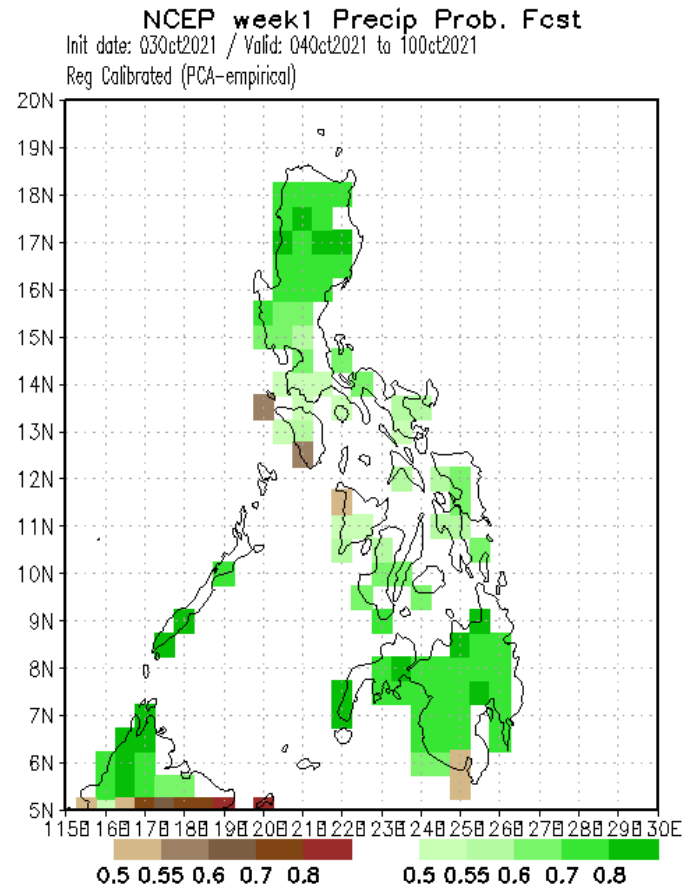 NCEP week1 Precip Prob. Fcst
Init date: 03Oct2021 / Valid: 04Oct2021 to 10Oct2021
Reg Calibrated (PCA-empirical)
20N
19N
18N
17N
16N
15N
14N
13N
12N
11N
10N
9N
8N
7N
6N
5N
115E 116E 117E 118E 119E 120E 121E 122E 123E 124E 125E 126E 127E 128E 129E 130E
0.5 0.55 0.6 0.7 0.8 0.5 0.55 0.6 0.7 0.8